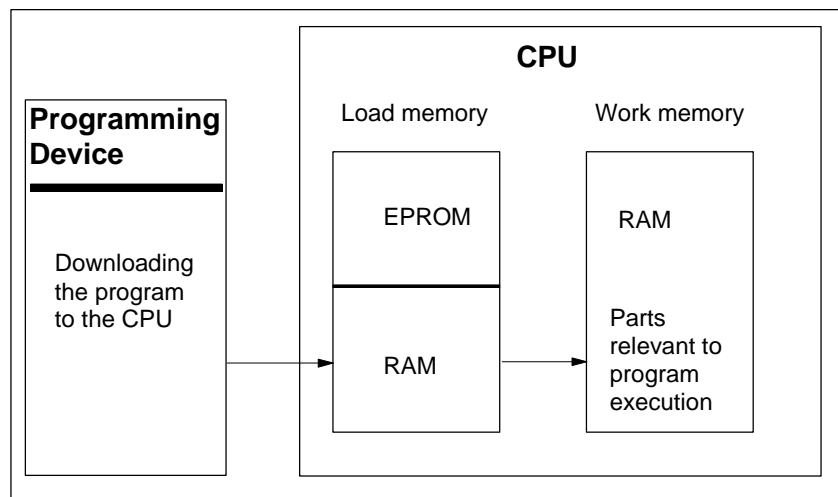 CPU
Programming
Device
Downloading
the program
to the CPU
Load memory
EPROM
RAM
Work memory
RAM
Parts
relevant to
program
execution